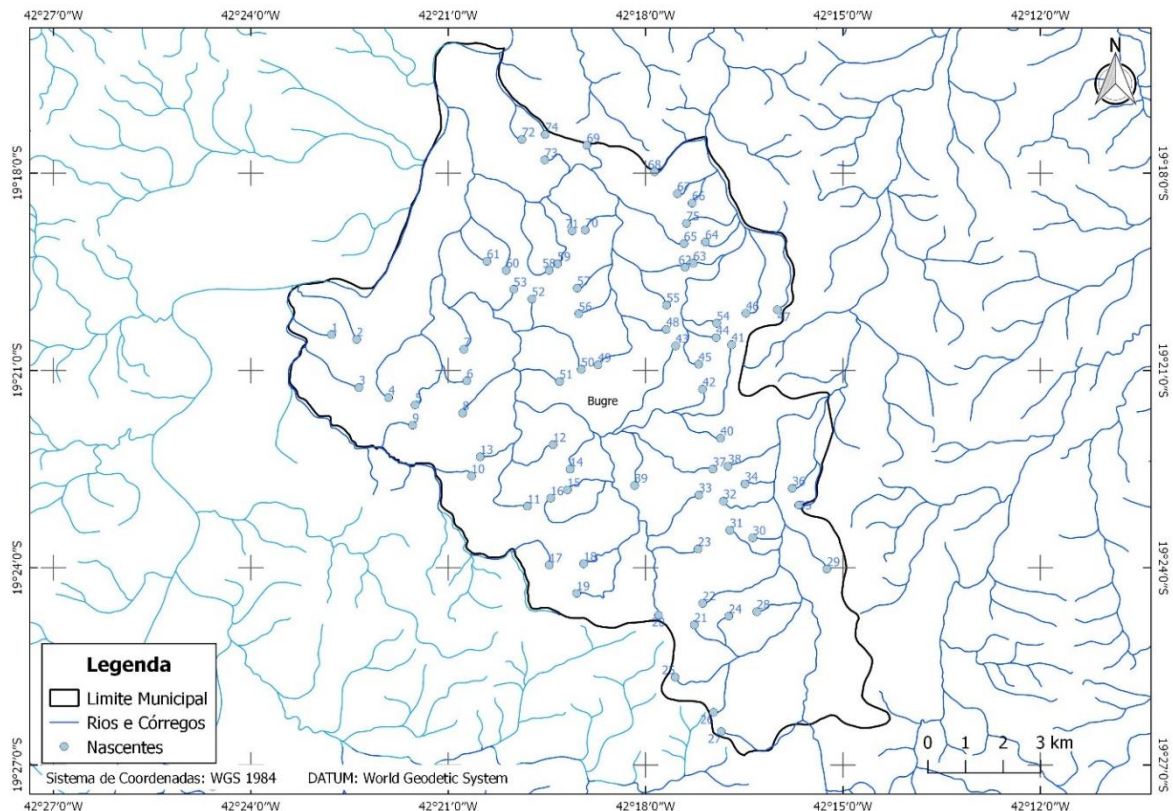 42°27'0"W 42°24'0"W 42°21'0"W 42°18'0"W 42°15'0"W 42°12'0"W
N
72 74 69
73 68
19°18'0"S 19°18'0"S
67
66
75
71 70
65 64
61 60 58 59 62 63
53 52 57
56 55 46 47
54
1 2 48 44 41
7 43
50 49 45
19°21'0"S 19°21'0"S
3 6 51 42
4 5 8
Bugre
9
12 40
13 14 37 38
10 15 39 34 36
11 16 33 32
31 30
23
17 18 29
19°24'0"S 19°24'0"S
19
22 28
21 24
26
27
Legenda
Limite Municipal
Rios e Córregos
Nascentes
0 1 2 3 km
19°27'0"S 19°27'0"S
Sistema de Coordenadas: WGS 1984 DATUM: World Geodetic System
42°27'0"W 42°24'0"W 42°21'0"W 42°18'0"W 42°15'0"W 42°12'0"W